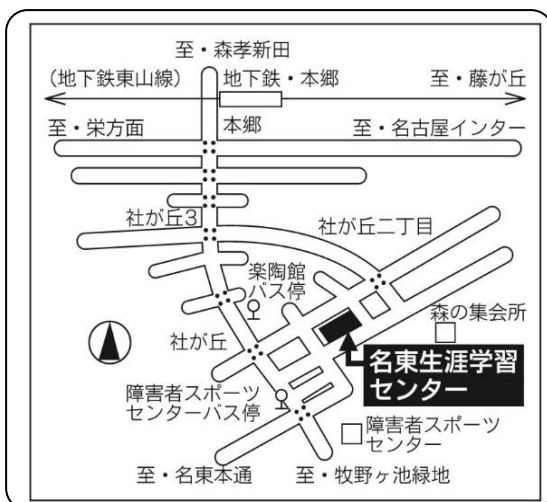 至・森孝新田
(地下鉄東山線)
地下鉄・本郷
至・藤が丘
至・栄方面
本郷
至・名古屋インター
社が丘3
社が丘二丁目
楽陶館
バス停
森の集会所
社が丘
名東生涯学習
センター
障害者スポーツ
センターバス停
障害者スポーツ
センター
至・名東本通
至・牧野ヶ池緑地